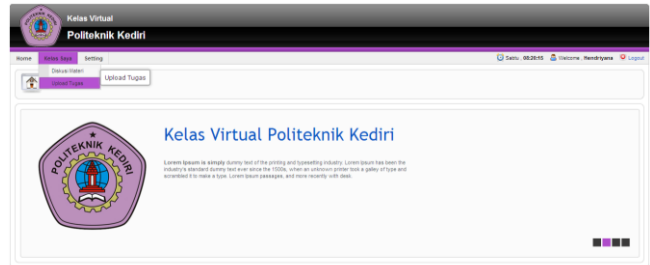 Kelas Virtual
Politeknik Kediri
Home Kelas Saya Setting
Sabtu , 08:26:45 Welcome , Hendriyana Logout
Diskusi Materi
Upload Tugas
Upload Tugas
POLITEKNIK KEDIRI
Kelas Virtual Politeknik Kediri
Lorem Ipsum is simply dummy text of the printing and typesetting industry. Lorem Ipsum has been the
industry's standard dummy text ever since the 1500s, when an unknown printer took a galley of type and
scrambled it to make a type. Lorem Ipsum passages, and more recently with desk.